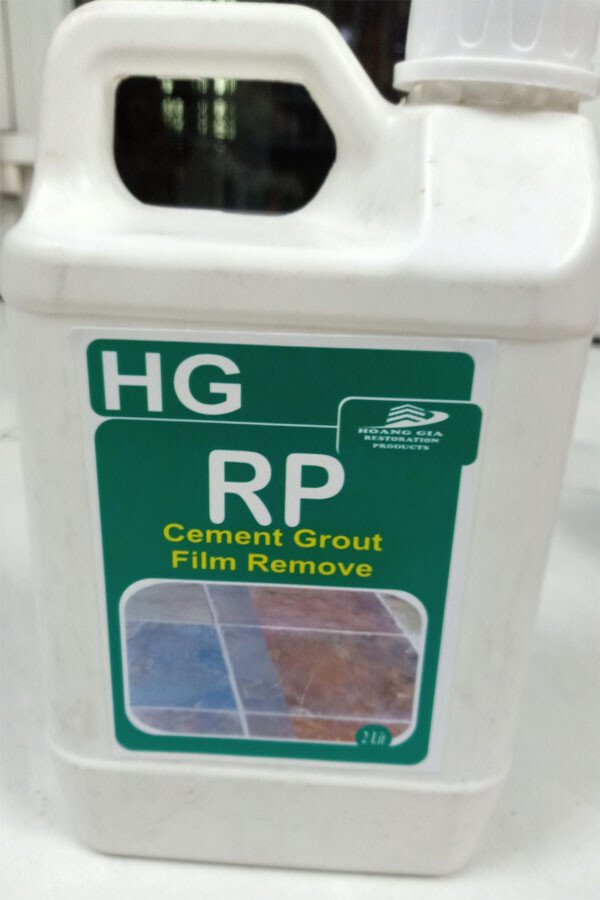 HG
HOANG GIA
RESTORATION
PRODUCTS
RP
Cement Grout
Film Remove
2 Lit